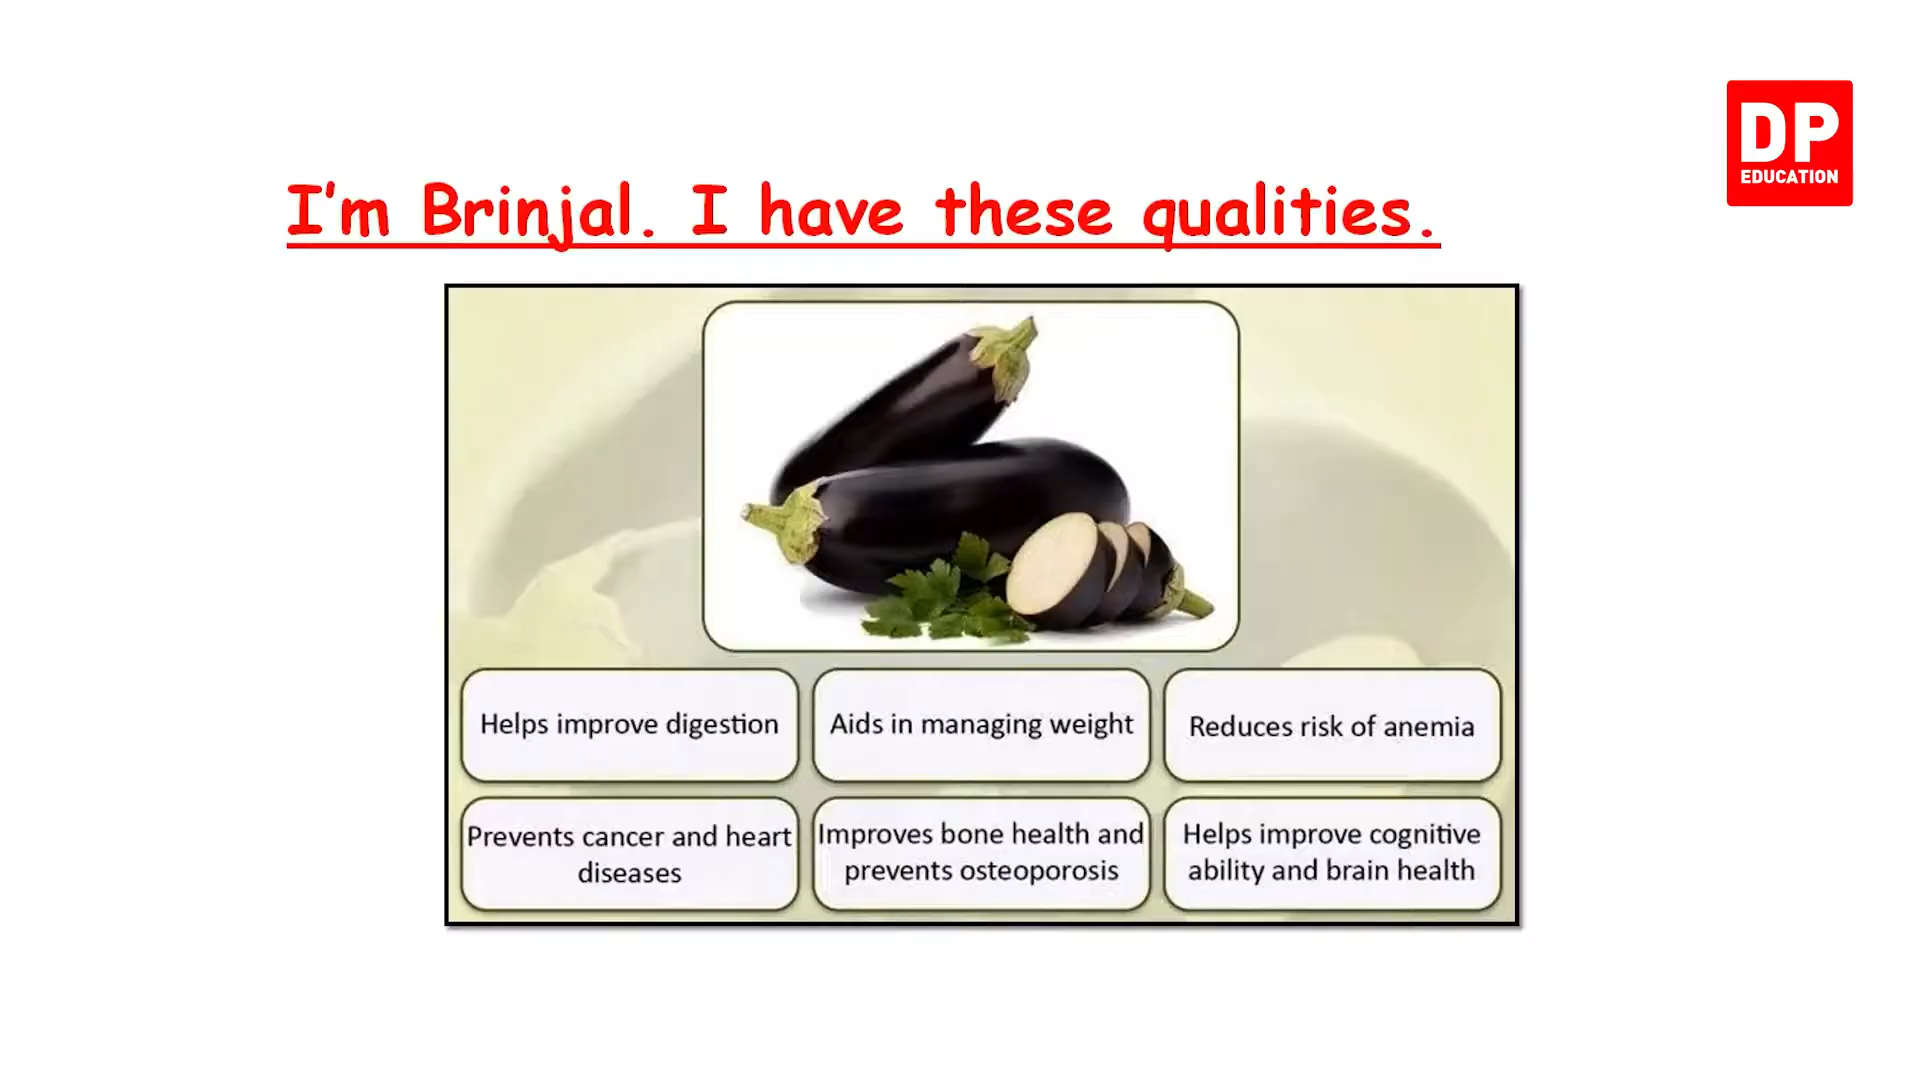 DP
EDUCATION
I'm Brinjal. I have these qualities.
Helps improve digestion
Aids in managing weight
Reduces risk of anemia
Prevents cancer and heart
diseases
Improves bone health and
prevents osteoporosis
Helps improve cognitive
ability and brain health